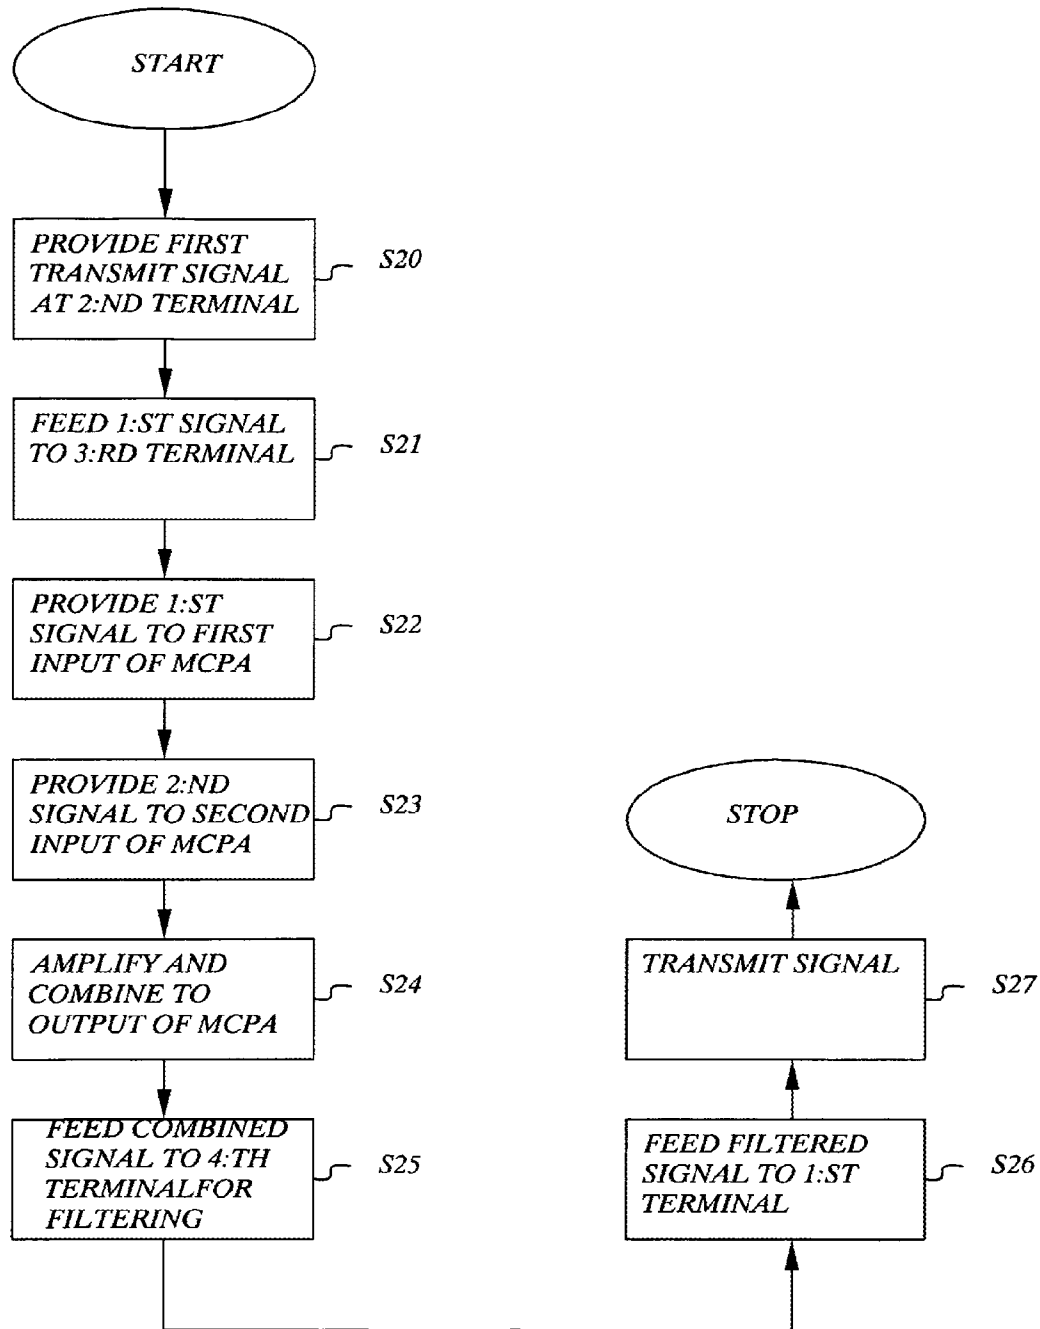 START
PROVIDE FIRST
TRANSMIT SIGNAL
AT 2:ND TERMINAL
S20
FEED 1:ST SIGNAL
TO 3:RD TERMINAL
S21
PROVIDE 1:ST
SIGNAL TO FIRST
INPUT OF MCPA
S22
PROVIDE 2:ND
SIGNAL TO SECOND
INPUT OF MCPA
S23
AMPLIFY AND
COMBINE TO
OUTPUT OF MCPA
S24
FEED COMBINED
SIGNAL TO 4:TH
TERMINALFOR
FILTERING
S25
FEED FILTERED
SIGNAL TO 1:ST
TERMINAL
S26
TRANSMIT SIGNAL
S27
STOP